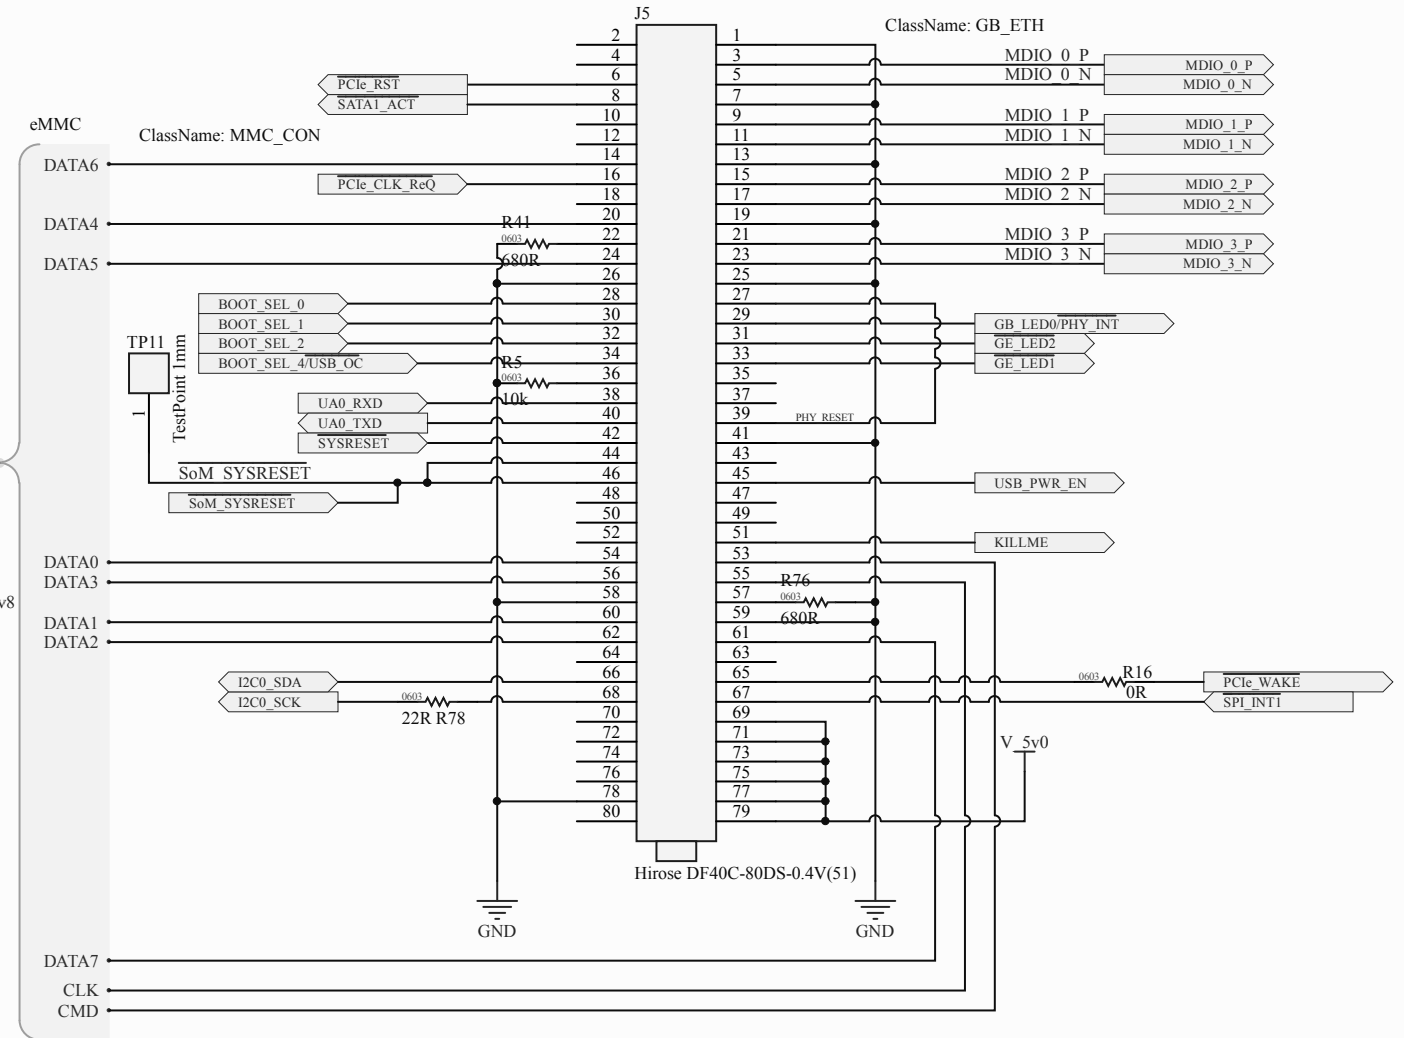 J5
ClassName: GB_ETH
2 1
4 3 MDIO_0_P MDIO_0_P
PCIe_RST 6 5 MDIO_0_N MDIO_0_N
SATA1_ACT 8 7
eMMC
ClassName: MMC_CON
10 9 MDIO_1_P MDIO_1_P
12 11 MDIO_1_N MDIO_1_N
DATA6 14 13
PCIe_CLK_ReQ 16 15 MDIO_2_P MDIO_2_P
18 17 MDIO_2_N MDIO_2_N
DATA4 20 19
R41
0603
680R
22 21 MDIO_3_P MDIO_3_P
DATA5 24 23 MDIO_3_N MDIO_3_N
26 25
BOOT_SEL_0 28 27
BOOT_SEL_1 30 29 GB_LED0/PHY_INT
BOOT_SEL_2 32 31 GE_LED2
TP11
TestPoint 1mm
1
BOOT_SEL_4/USB_OC 34 33 GE_LED1
R5
0603
10k
36 35
UA0_RXD 38 37
UA0_TXD 40 39 PHY_RESET
SYSRESET 42 41
44 43
SoM_SYSRESET 46 45 USB_PWR_EN
SoM_SYSRESET 48 47
50 49
52 51 KILLME
DATA0 54 53
DATA3 56 55
R76
0603
680R
v8
58 57
DATA1 60 59
DATA2 62 61
64 63
I2C0_SDA 66 65 0603 R16 0R PCIe_WAKE
I2C0_SCK 0603 22R R78 68 67 SPI_INT1
70 69
72 71 V_5v0
74 73
76 75
78 77
80 79
Hirose DF40C-80DS-0.4V(51)
GND GND
DATA7
CLK
CMD